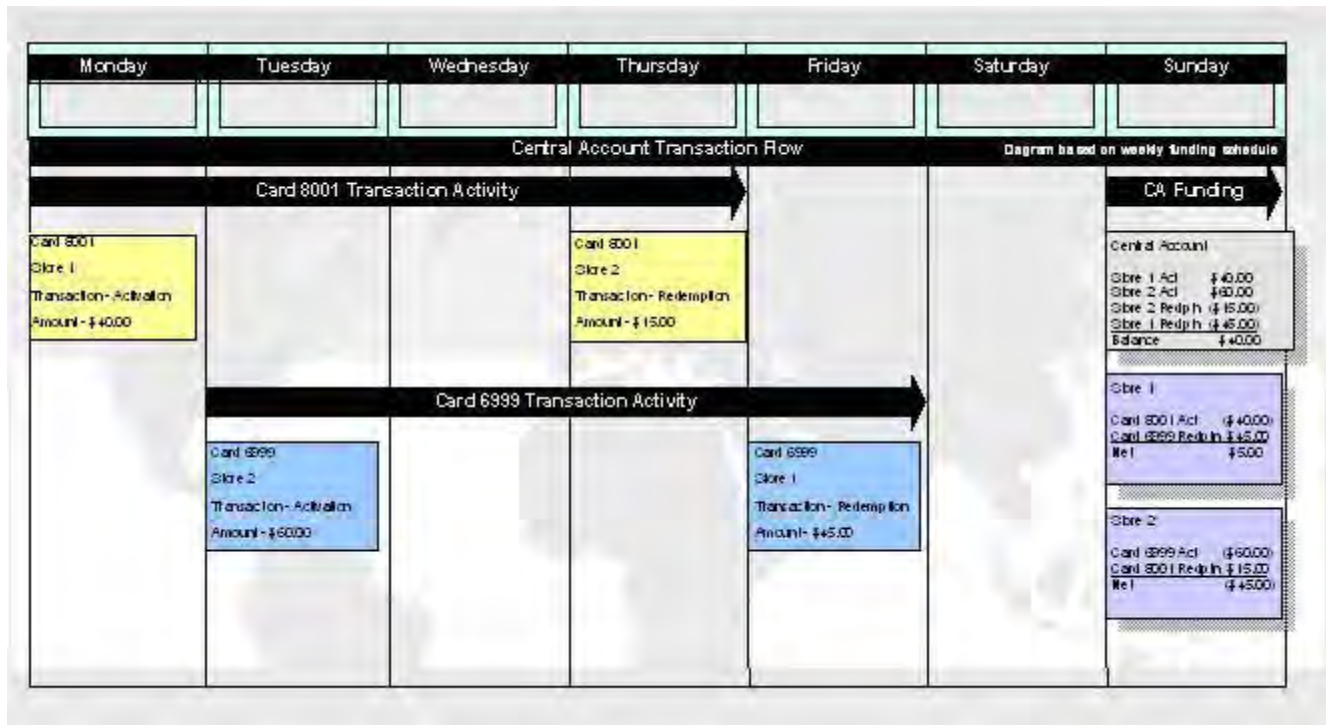 Monday Tuesday Wednesday Thursday Friday Saturday Sunday
Central Account Transaction Flow Diagram based on weekly funding schedule
Card 8001 Transaction Activity
CA Funding
Card 8001
Store 1
Transaction - Activation
Amount - $40.00
Card 8001
Store 2
Transaction - Redemption
Amount - $15.00
Central Account
Store 1 Act $40.00
Store 2 Act $60.00
Store 2 Redptn ($15.00)
Store 1 Redptn ($45.00)
Balance $40.00
Card 6999 Transaction Activity
Card 6999
Store 2
Transaction - Activation
Amount - $60.00
Card 6999
Store 1
Transaction - Redemption
Amount - $45.00
Store 1
Card 8001 Act ($40.00)
Card 6999 Redptn $45.00
Net $5.00
Store 2
Card 6999 Act ($60.00)
Card 8001 Redptn $15.00
Net ($45.00)